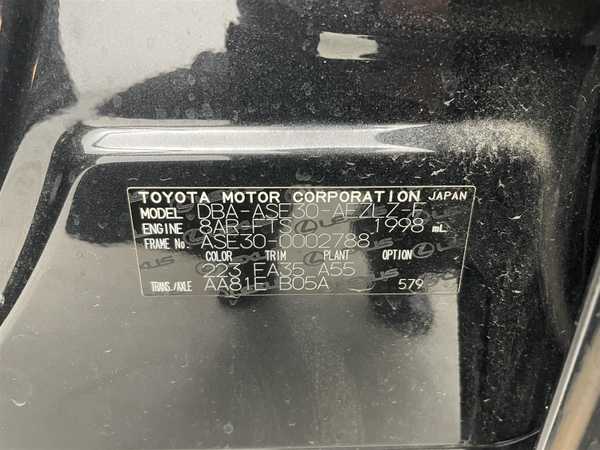 TOYOTA MOTOR CORPORATION JAPAN
MODEL DBA-ASE30-AEZLZ-F
ENGINE 8AR-FTS 1998 mL
FRAME No. ASE30-0002788
COLOR TRIM PLANT OPTION
223 EA35 A55
TRANS./AXLE AA81E B05A 579